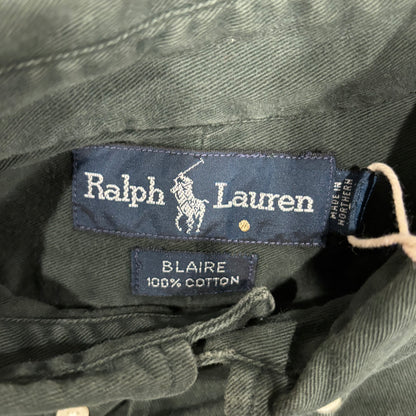 Ralph Lauren
BLAIRE
100% COTTON
MADE IN
NORTHERN